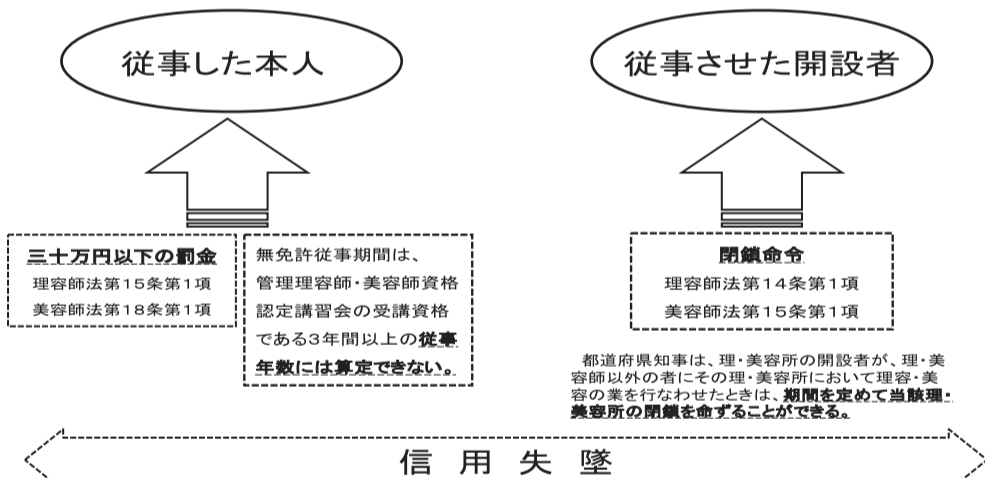 従事した本人
従事させた開設者
三十万円以下の罰金
理容師法第15条第1項
美容師法第18条第1項
無免許従事期間は、
管理理容師・美容師資格
認定講習会の受講資格
である3年間以上の従事
年数には算定できない。
閉鎖命令
理容師法第14条第1項
美容師法第15条第1項
都道府県知事は、理・美容所の開設者が、理・美
容師以外の者にその理・美容所において理容・美
容の業を行なわせたときは、期間を定めて当該理・
美容所の閉鎖を命ずることができる。
信用失墜